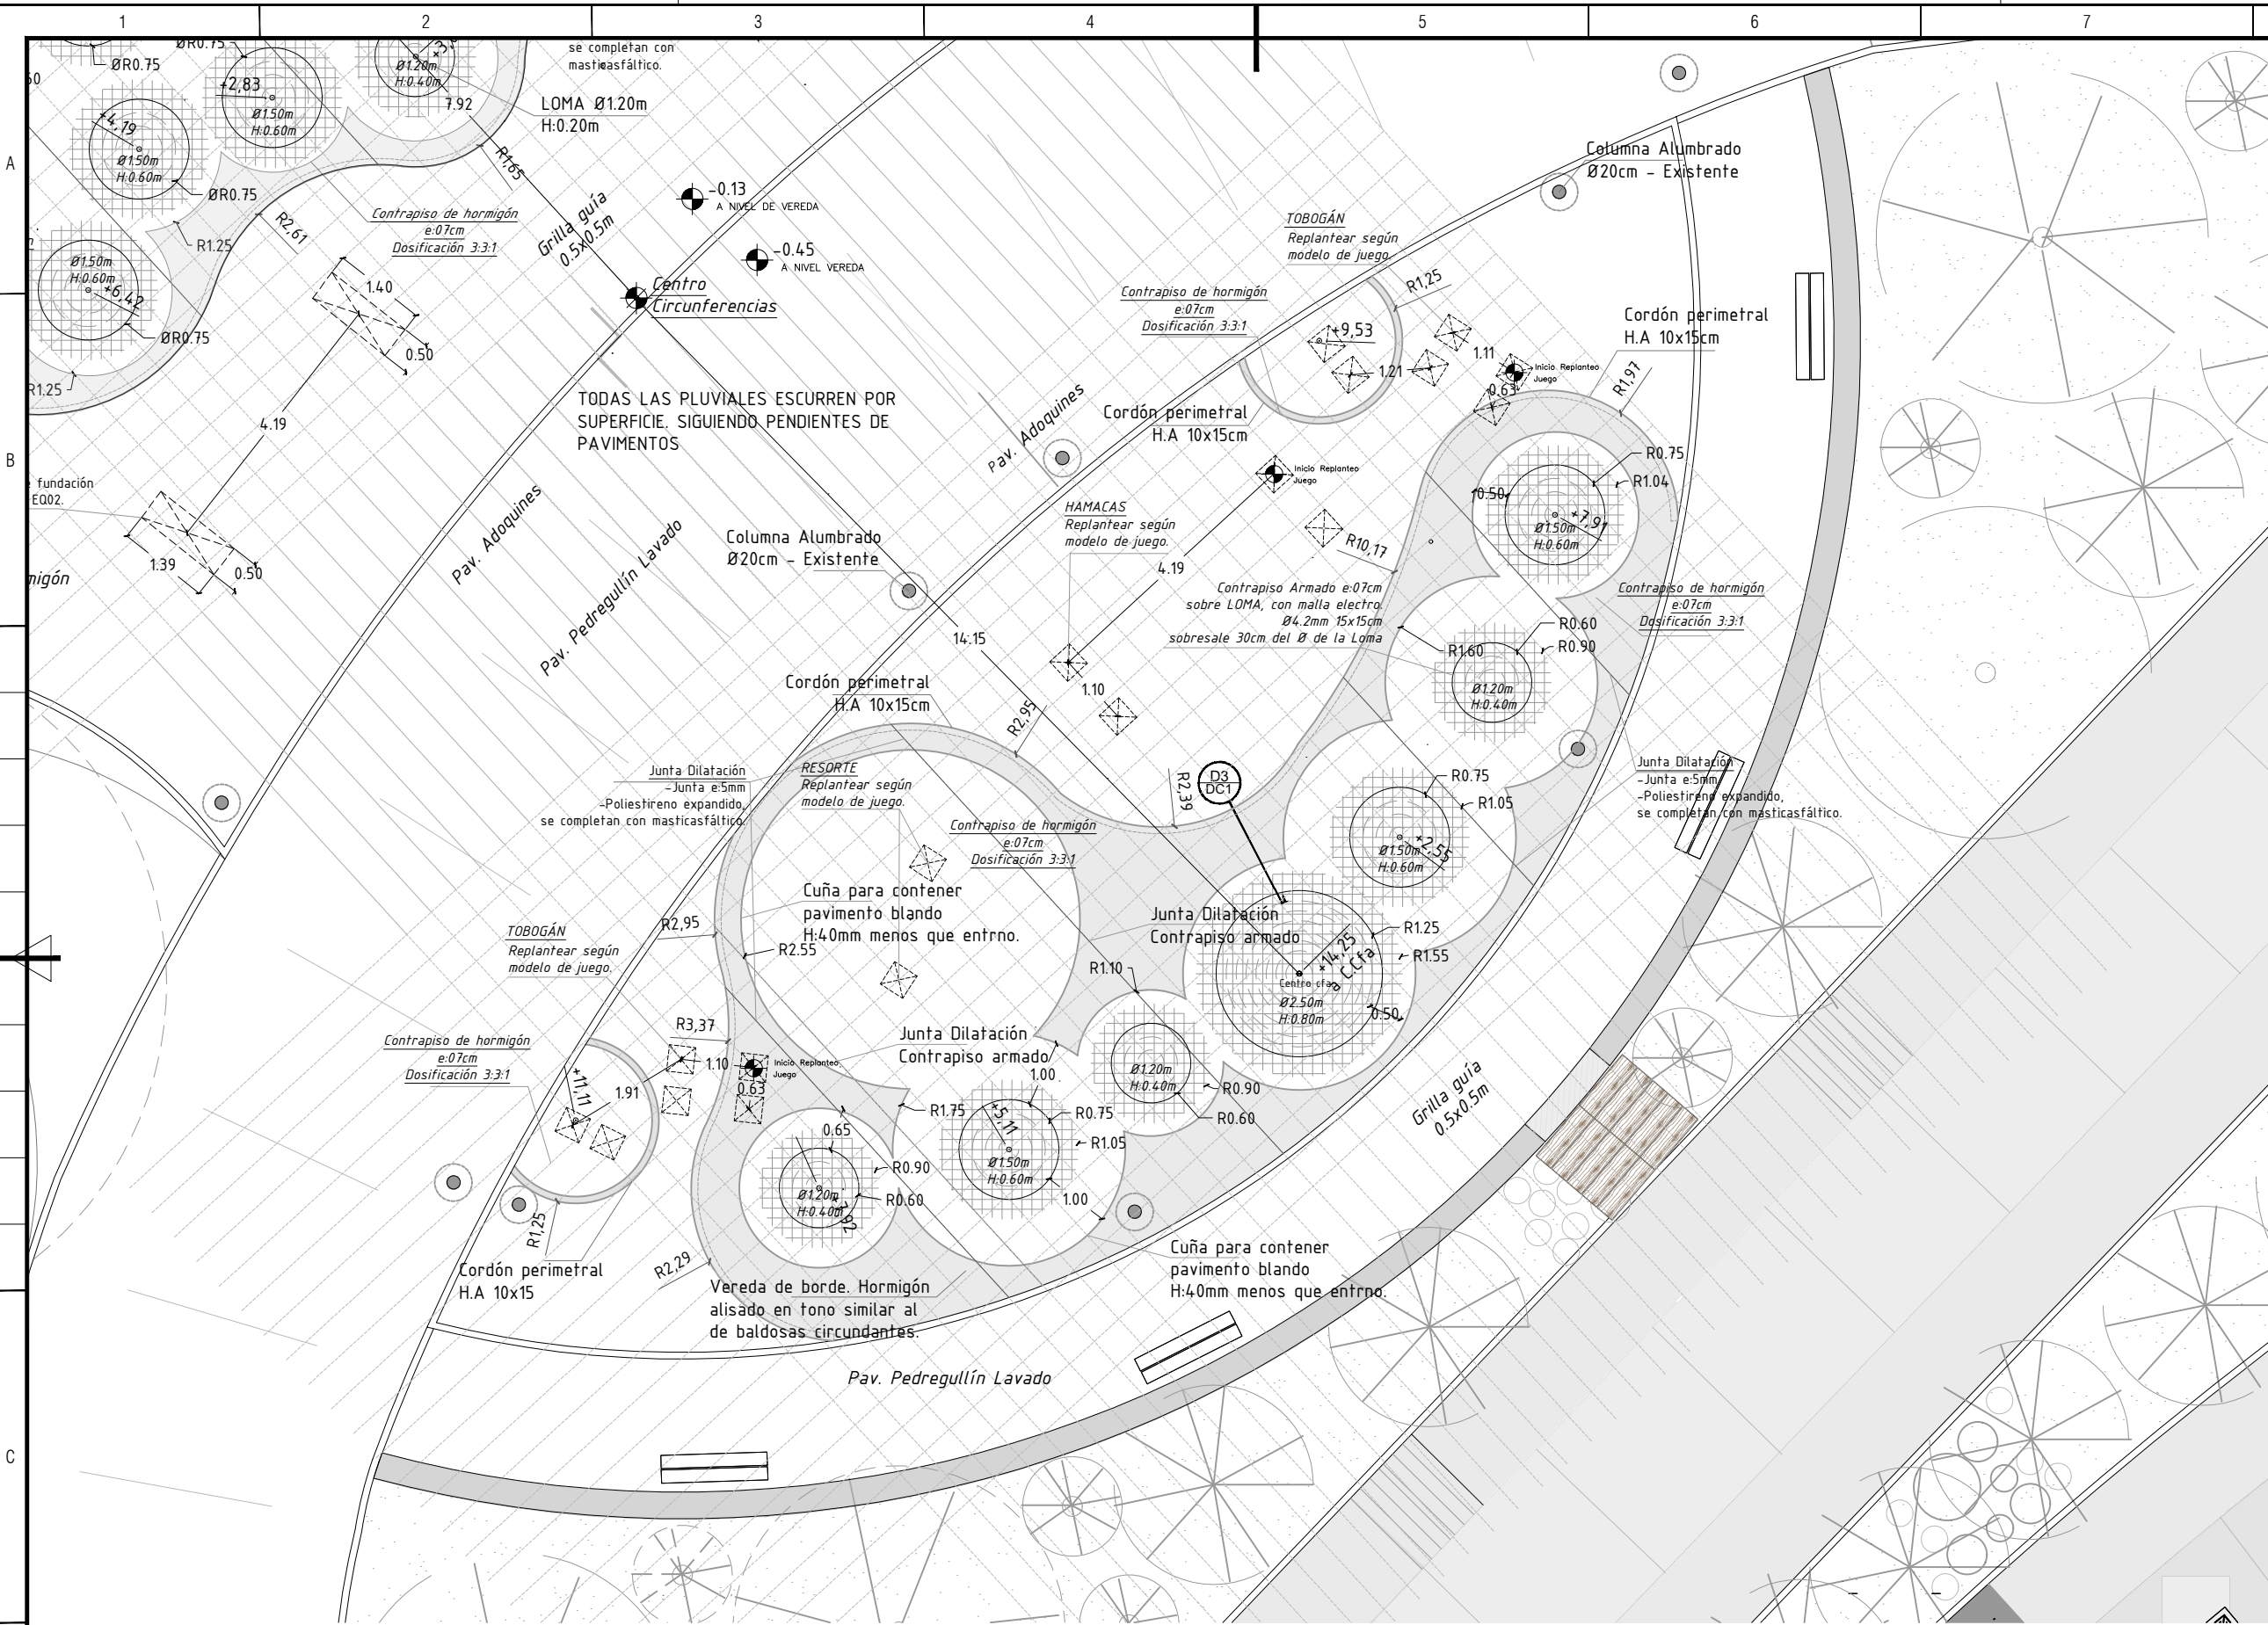 1
2
3
4
5
6
7
A
B
C
ØR0.75
ØR0.75
+2,83
Ø1.50m
H:0.60m
Ø1.20m
H:0.40m
7.92
se completan con
masticasfáltico.
LOMA Ø1.20m
H:0.20m
+4,19
Ø1.50m
H:0.60m
ØR0.75
R1.65
R1.25
R2,61
Contrapiso de hormigón
e:07cm
Dosificación 3:3:1
Grilla guía
0.5x0.5m
-0.13
A NIVEL DE VEREDA
-0.45
A NIVEL VEREDA
Centro
Circunferencias
Ø1.50m
H:0.60m
+6,42
ØR0.75
R1.25
1.40
0.50
4.19
fundación
EQ02.
1.39
0.50
TODAS LAS PLUVIALES ESCURREN POR
SUPERFICIE. SIGUIENDO PENDIENTES DE
PAVIMENTOS
Pav. Adoquines
Pav. Pedregullín Lavado
Pav. Adoquines
Columna Alumbrado
Ø20cm - Existente
Columna Alumbrado
Ø20cm - Existente
TOBOGÁN
Replantear según
modelo de juego.
Contrapiso de hormigón
e:07cm
Dosificación 3:3:1
R1,25
+9,53
1.11
1.21
Inicio Replanteo
Juego
0.63
Cordón perimetral
H.A 10x15cm
R1,97
Cordón perimetral
H.A 10x15cm
Inicio Replanteo
Juego
HAMACAS
Replantear según
modelo de juego.
R10,17
4.19
R0.75
R1.04
0.50
+7,91
Ø1.50m
H:0.60m
Contrapiso Armado e:07cm
sobre LOMA, con malla electro.
Ø4.2mm 15x15cm
sobresale 30cm del Ø de la Loma
Contrapiso de hormigón
e:07cm
Dosificación 3:3:1
R0.60
R0.90
R1.60
Ø1.20m
H:0.40m
14.15
1.10
Cordón perimetral
H.A 10x15cm
R2,95
Junta Dilatación
-Junta e:5mm
-Poliestireno expandido,
se completan con masticasfáltico.
RESORTE
Replantear según
modelo de juego.
D3
DC1
R2,39
R0.75
R1.05
+2,55
Ø1.50m
H:0.60m
Junta Dilatación
-Junta e:5mm
-Poliestireno expandido,
se completan con masticasfáltico.
Contrapiso de hormigón
e:07cm
Dosificación 3:3:1
Cuña para contener
pavimento blando
H:40mm menos que entrno.
R2,95
R2.55
Junta Dilatación
Contrapiso armado
R1.25
R1.55
+14,25
a C.Cfa
Centro cfa
Ø2.50m
H:0.80m
0.50
R1.10
TOBOGÁN
Replantear según
modelo de juego.
R3,37
Junta Dilatación
Contrapiso armado
1.00
Contrapiso de hormigón
e:07cm
Dosificación 3:3:1
+11,11
1.91
1.10
Inicio Replanteo
Juego
0.63
Ø1.20m
H:0.40m
R0.90
R0.60
R1.75
+5,11
R0.75
R1.05
Ø1.50m
H:0.60m
1.00
0.65
R0.90
R0.60
Ø1.20m
H:0.40m
Grilla guía
0.5x0.5m
R1,25
Cordón perimetral
H.A 10x15
R2,29
Vereda de borde. Hormigón
alisado en tono similar al
de baldosas circundantes.
Cuña para contener
pavimento blando
H:40mm menos que entrno.
Pav. Pedregullín Lavado